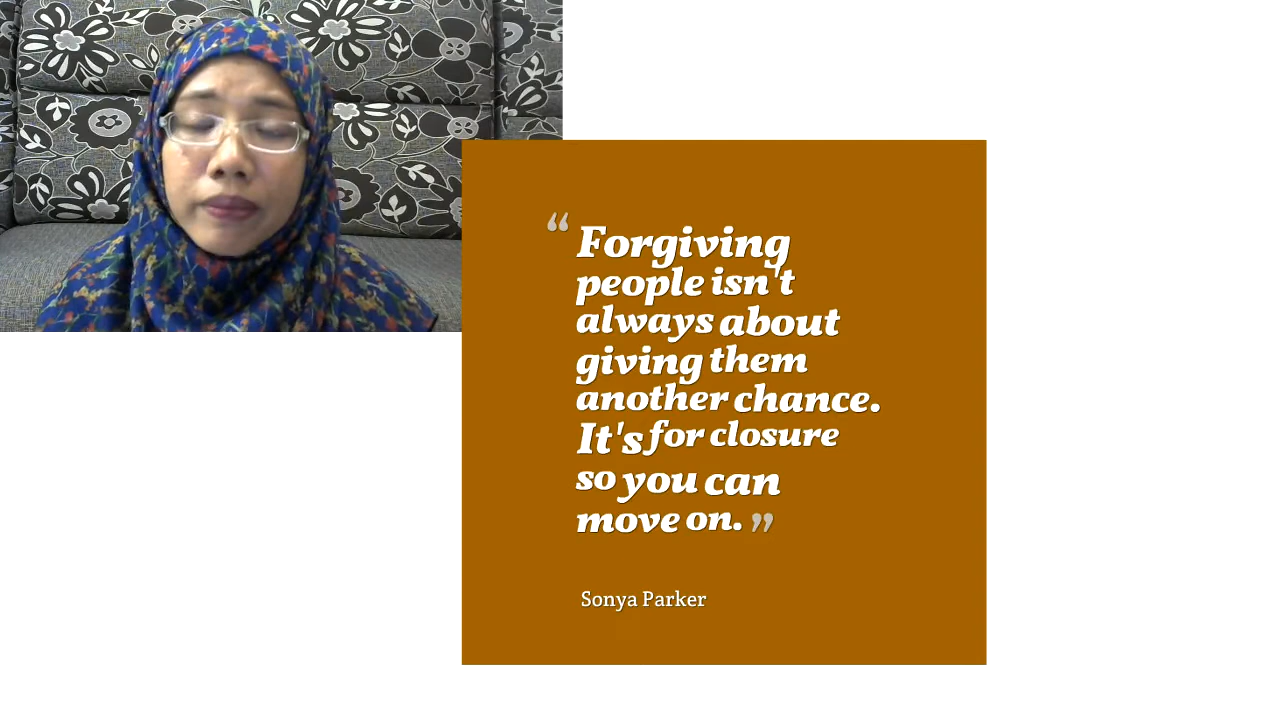 “ Forgiving
people isn't
always about
giving them
another chance.
It's for closure
so you can
move on. ”
Sonya Parker